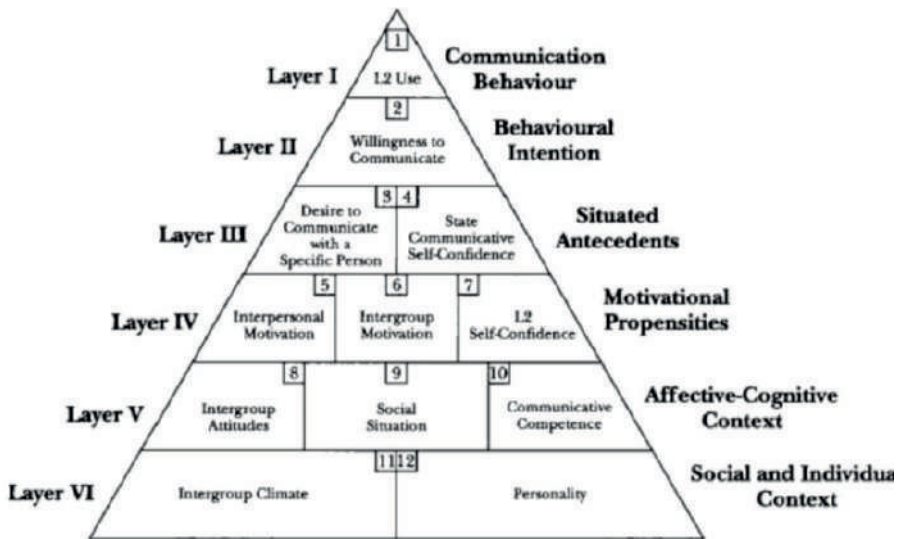 1
Layer I
L2 Use
Communication
Behaviour
2
Layer II
Willingness to
Communicate
Behavioural
Intention
3 4
Layer III
Desire to
Communicate
with a
Specific Person
State
Communicative
Self-Confidence
Situated
Antecedents
5 6 7
Layer IV
Interpersonal
Motivation
Intergroup
Motivation
L2
Self-Confidence
Motivational
Propensities
8 9 10
Layer V
Intergroup
Attitudes
Social
Situation
Communicative
Competence
Affective-Cognitive
Context
11 12
Layer VI
Intergroup Climate
Personality
Social and Individua
Context